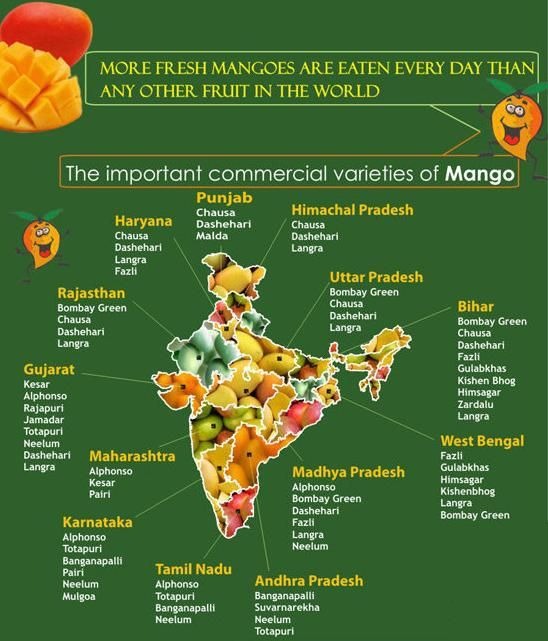 MORE FRESH MANGOES ARE EATEN EVERY DAY THAN
ANY OTHER FRUIT IN THE WORLD
The important commercial varieties of Mango
Punjab
Chausa
Dashehari
Malda
Haryana
Chausa
Dashehari
Langra
Fazli
Himachal Pradesh
Chausa
Dashehari
Langra
Uttar Pradesh
Bombay Green
Chausa
Dashehari
Langra
Rajasthan
Bombay Green
Chausa
Dashehari
Langra
Bihar
Bombay Green
Chausa
Dashehari
Fazli
Gulabkhas
Kishen Bhog
Himsagar
Zardalu
Langra
Gujarat
Kesar
Alphonso
Rajapuri
Jamadar
Totapuri
Neelum
Dashehari
Langra
West Bengal
Fazli
Gulabkhas
Himsagar
Kishenbhog
Langra
Bombay Green
Maharashtra
Alphonso
Kesar
Pairi
Madhya Pradesh
Alphonso
Bombay Green
Dashehari
Fazli
Langra
Neelum
Karnataka
Alphonso
Totapuri
Banganapalli
Pairi
Neelum
Mulgoa
Tamil Nadu
Alphonso
Totapuri
Banganapalli
Neelum
Andhra Pradesh
Banganapalli
Suvarnarekha
Neelum
Totapuri